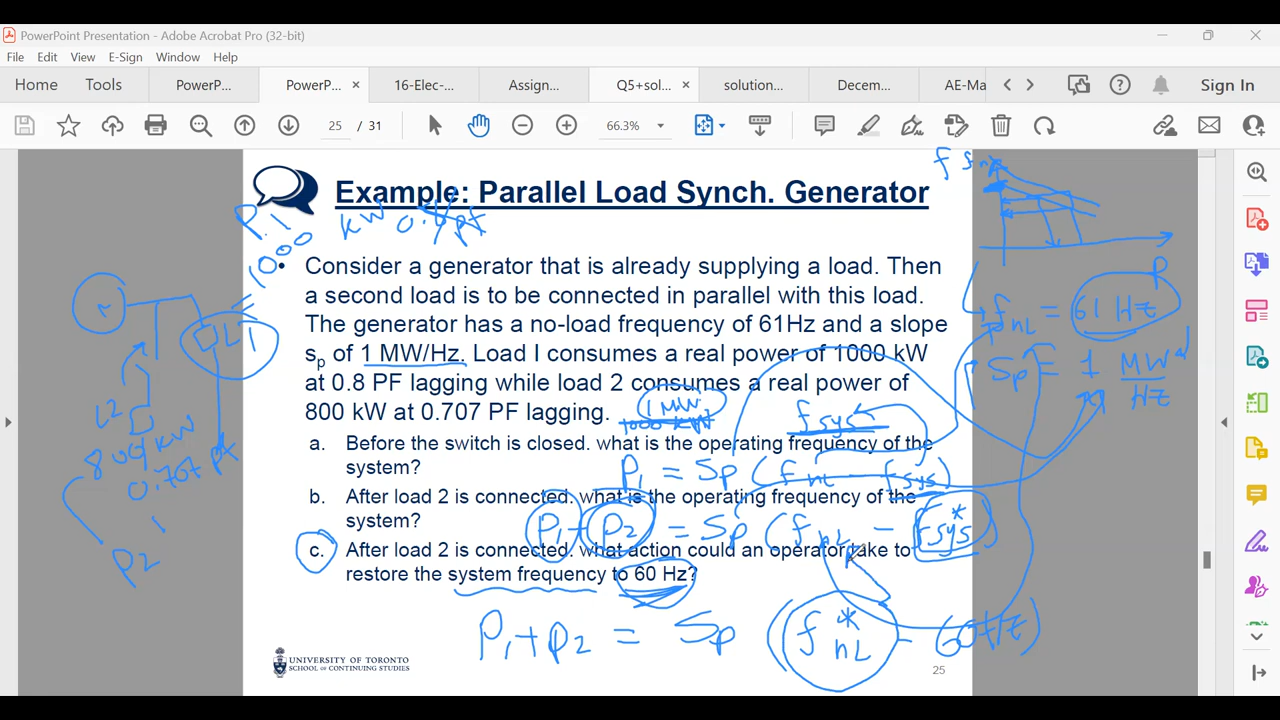 PowerPoint Presentation - Adobe Acrobat Pro (32-bit)
File Edit View E-Sign Window Help
Home Tools PowerP... PowerP... × 16-Elec-... Assign... Q5+sol... × solution... Decem... AE-Ma Sign In
25 / 31 66.3%
Example: Parallel Load Synch. Generator
P.1
1000 kW 0.8 pf
• Consider a generator that is already supplying a load. Then
a second load is to be connected in parallel with this load.
The generator has a no-load frequency of 61Hz and a slope
sp of 1 MW/Hz. Load I consumes a real power of 1000 kW
at 0.8 PF lagging while load 2 consumes a real power of
800 kW at 0.707 PF lagging.
1 MW
fsys
a. Before the switch is closed. what is the operating frequency of the
system?
P1 = Sp (fnL - fsys)
b. After load 2 is connected. what is the operating frequency of the
system?
P1 + P2 = Sp (fnL - fsys*)
c. After load 2 is connected. what action could an operator take to
restore the system frequency to 60 Hz?
P1 + P2 = Sp (f*nL - 60Hz)
UNIVERSITY OF TORONTO
SCHOOL OF CONTINUING STUDIES
25
L1
L2
800 kW
0.707 pf
P2
f
P
fnL = 61 Hz
Sp = 1 MW/Hz